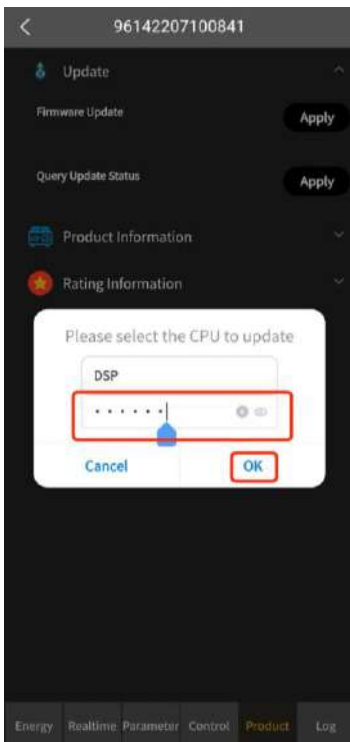 96142207100841
Update
Firmware Update
Apply
Query Update Status
Apply
Product Information
Rating Information
Please select the CPU to update
DSP
••••••
Cancel
OK
Energy Realtime Parameter Control Product Log